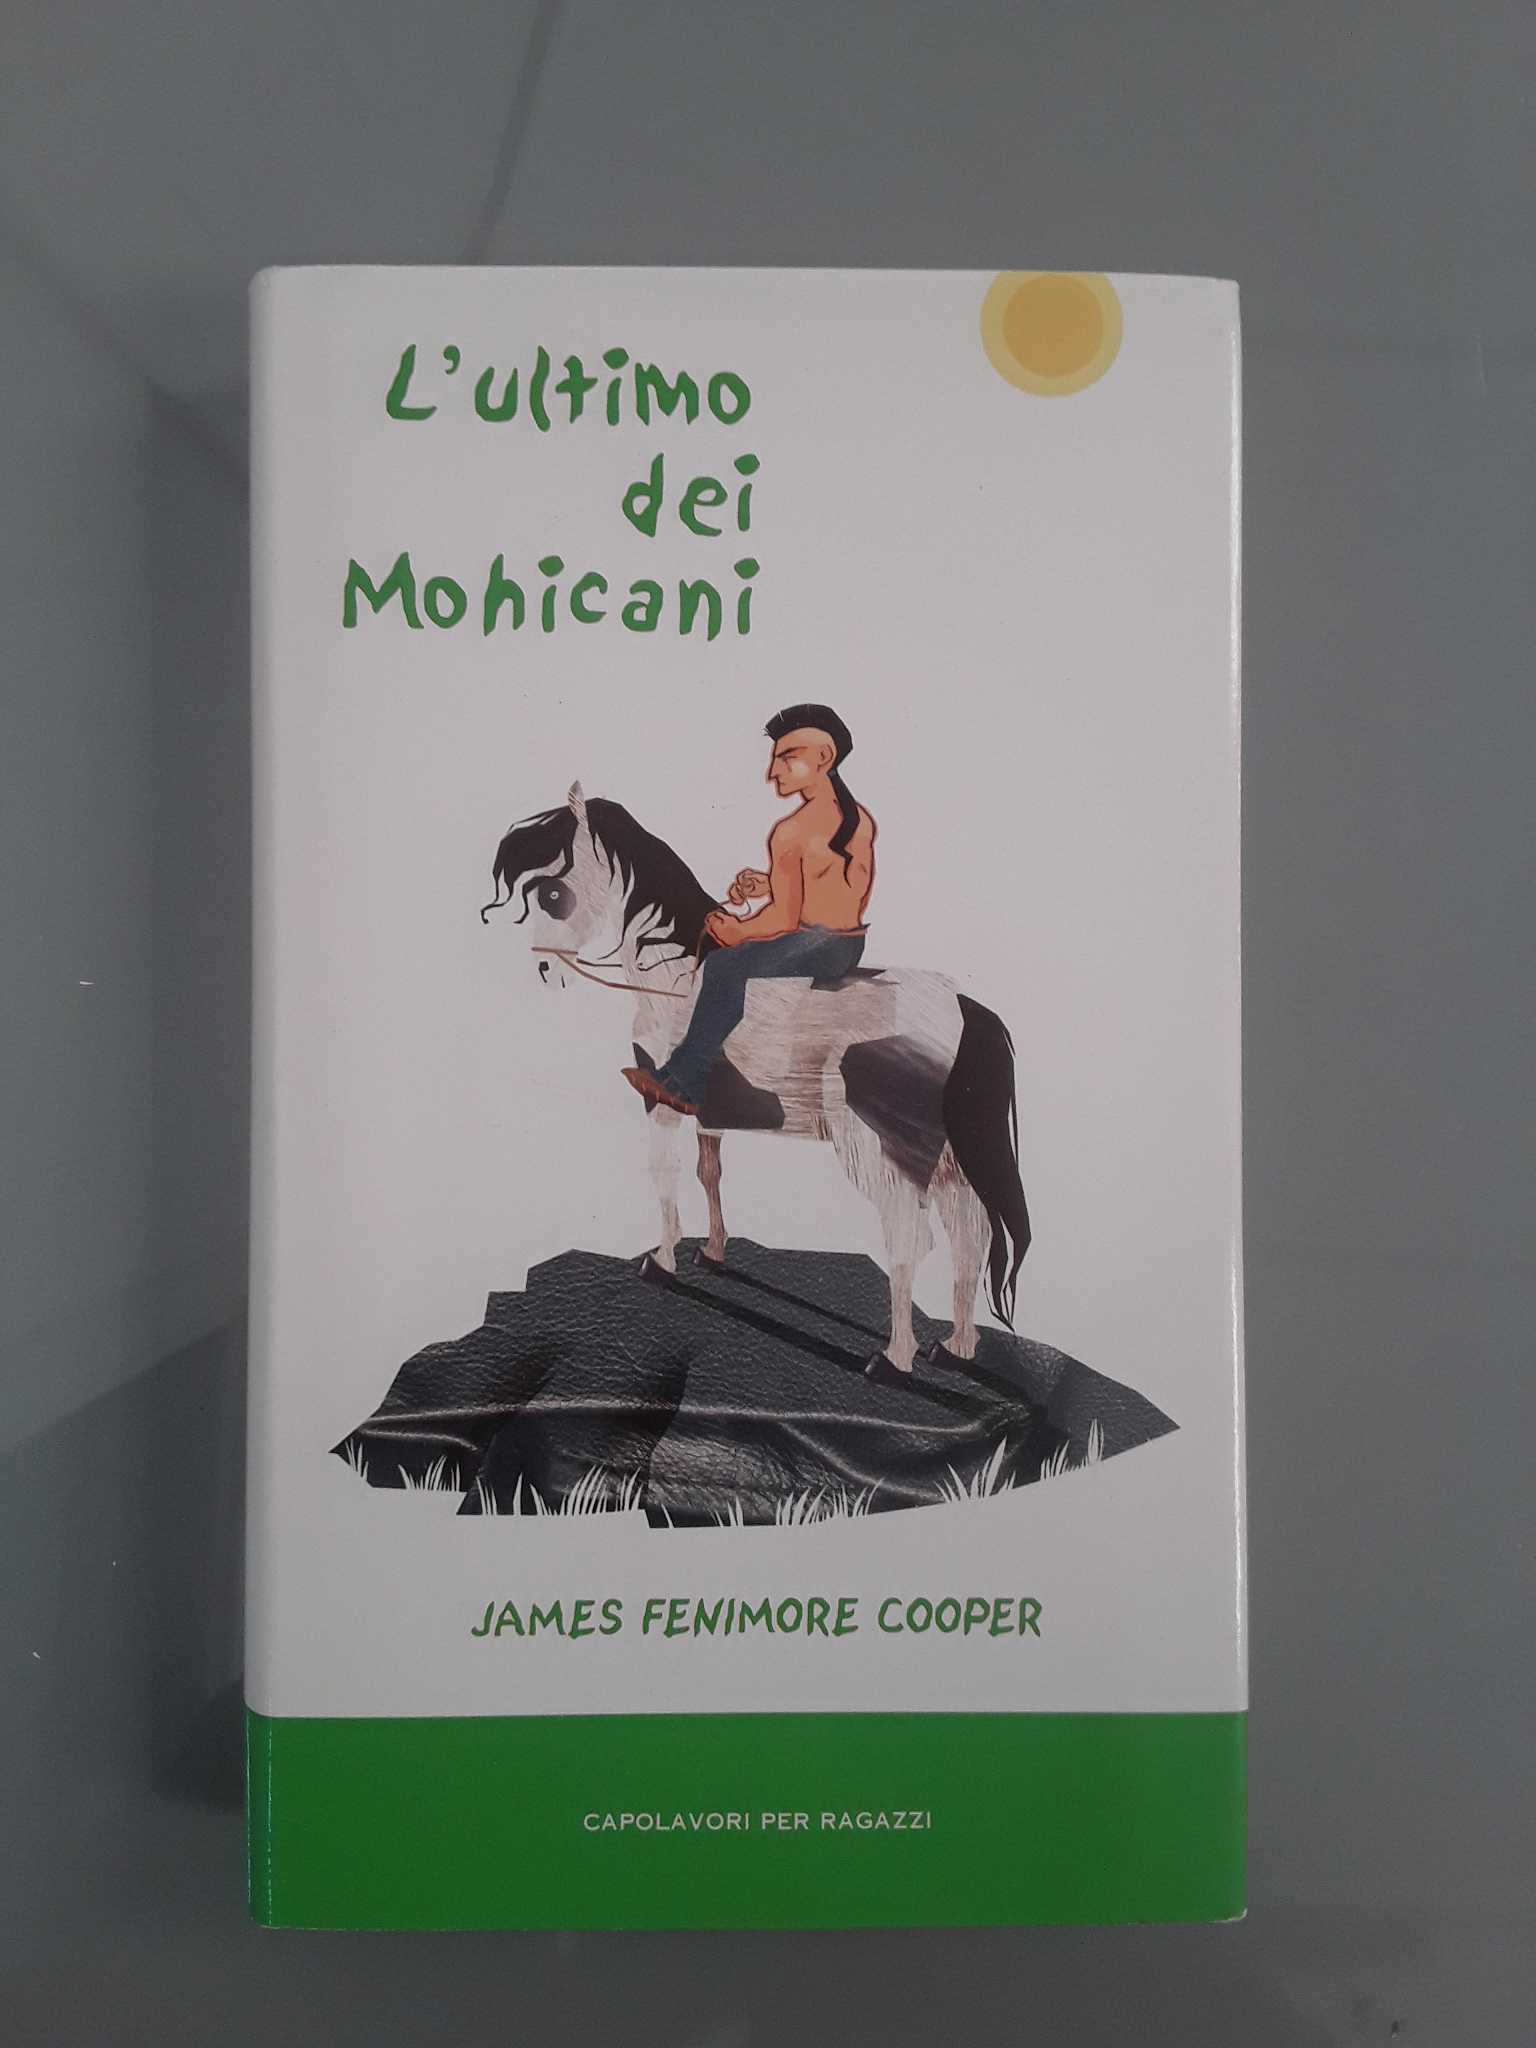 L'ultimo
dei
Mohicani
JAMES FENIMORE COOPER
CAPOLAVORI PER RAGAZZI